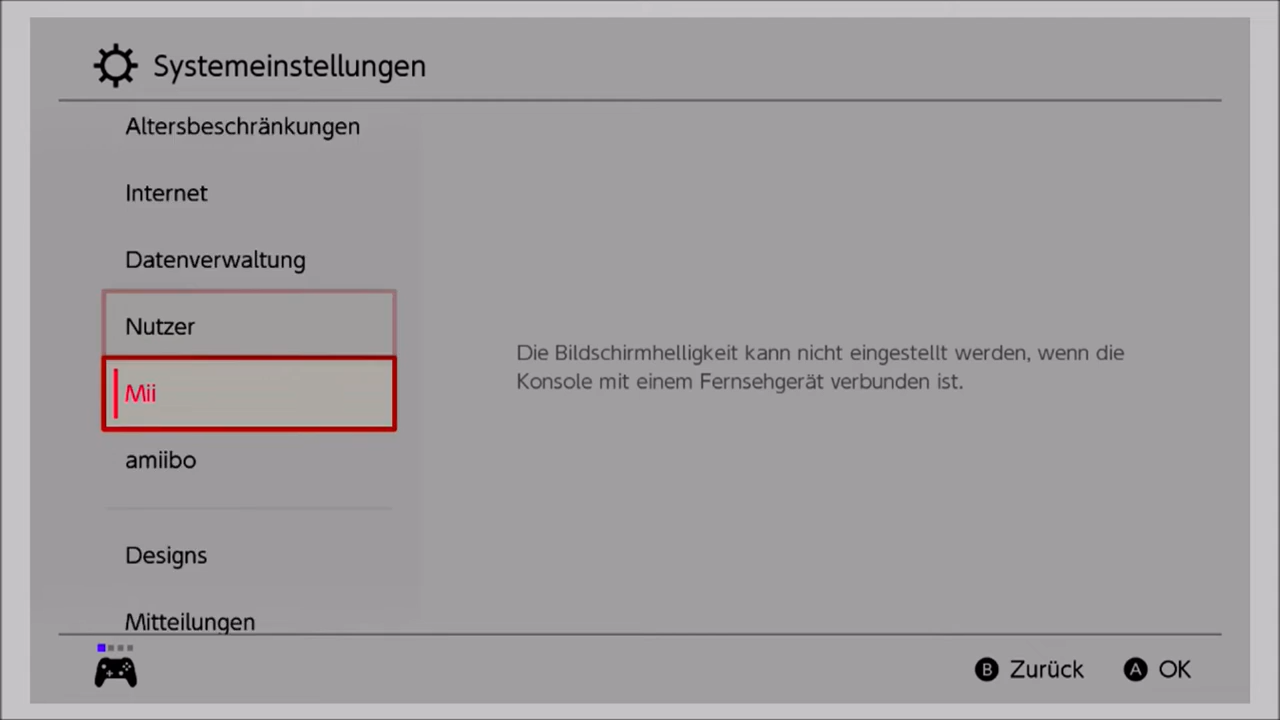 Systemeinstellungen
Altersbeschränkungen
Internet
Datenverwaltung
Nutzer
Mii
amiibo
Designs
Mitteilungen
Die Bildschirmhelligkeit kann nicht eingestellt werden, wenn die
Konsole mit einem Fernsehgerät verbunden ist.
B Zurück A OK